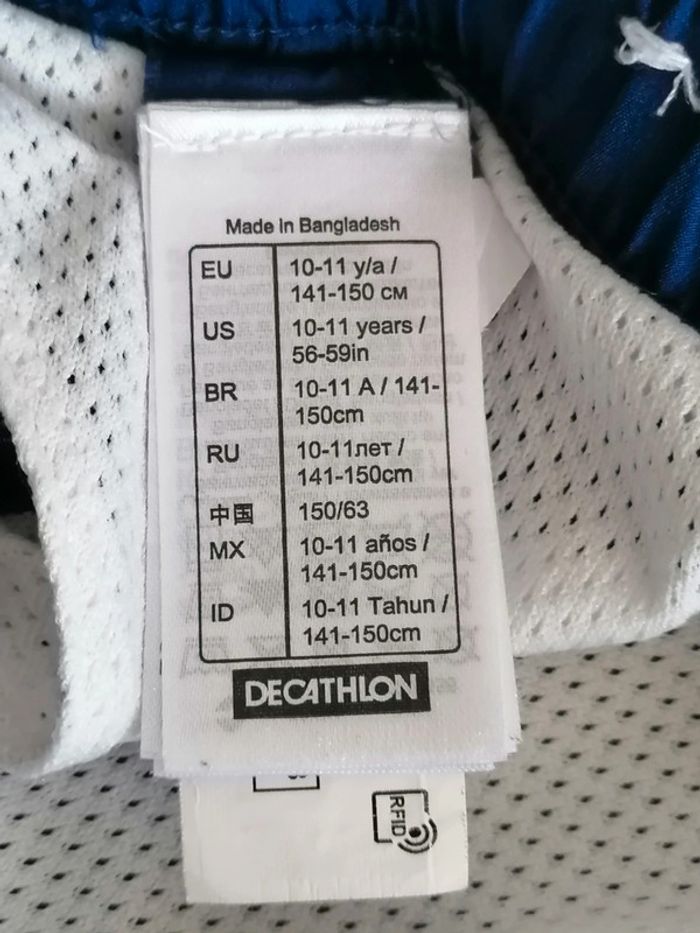 Made in Bangladesh
EU 10-11 y/a /
141-150 см
US 10-11 years /
56-59in
BR 10-11 A / 141-
150cm
RU 10-11лет /
141-150cm
中国 150/63
MX 10-11 años /
141-150cm
ID 10-11 Tahun /
141-150cm
DECATHLON
RFID